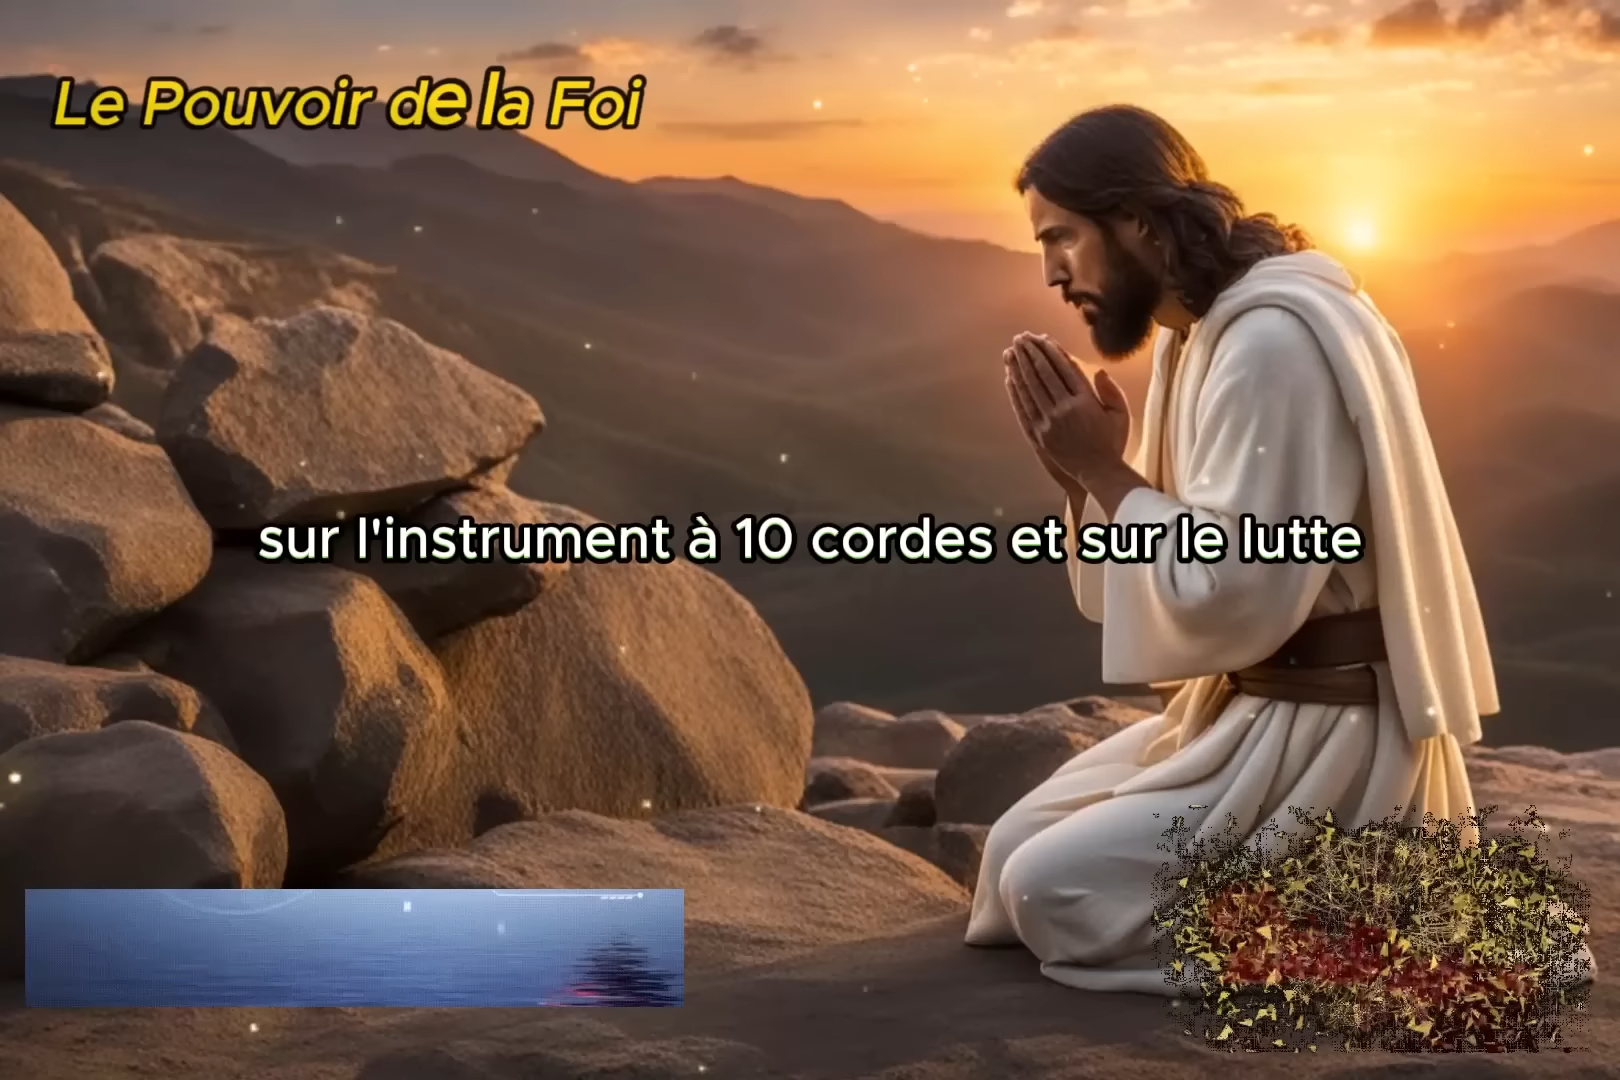 Le Pouvoir de la Foi
sur l'instrument à 10 cordes et sur le lutte